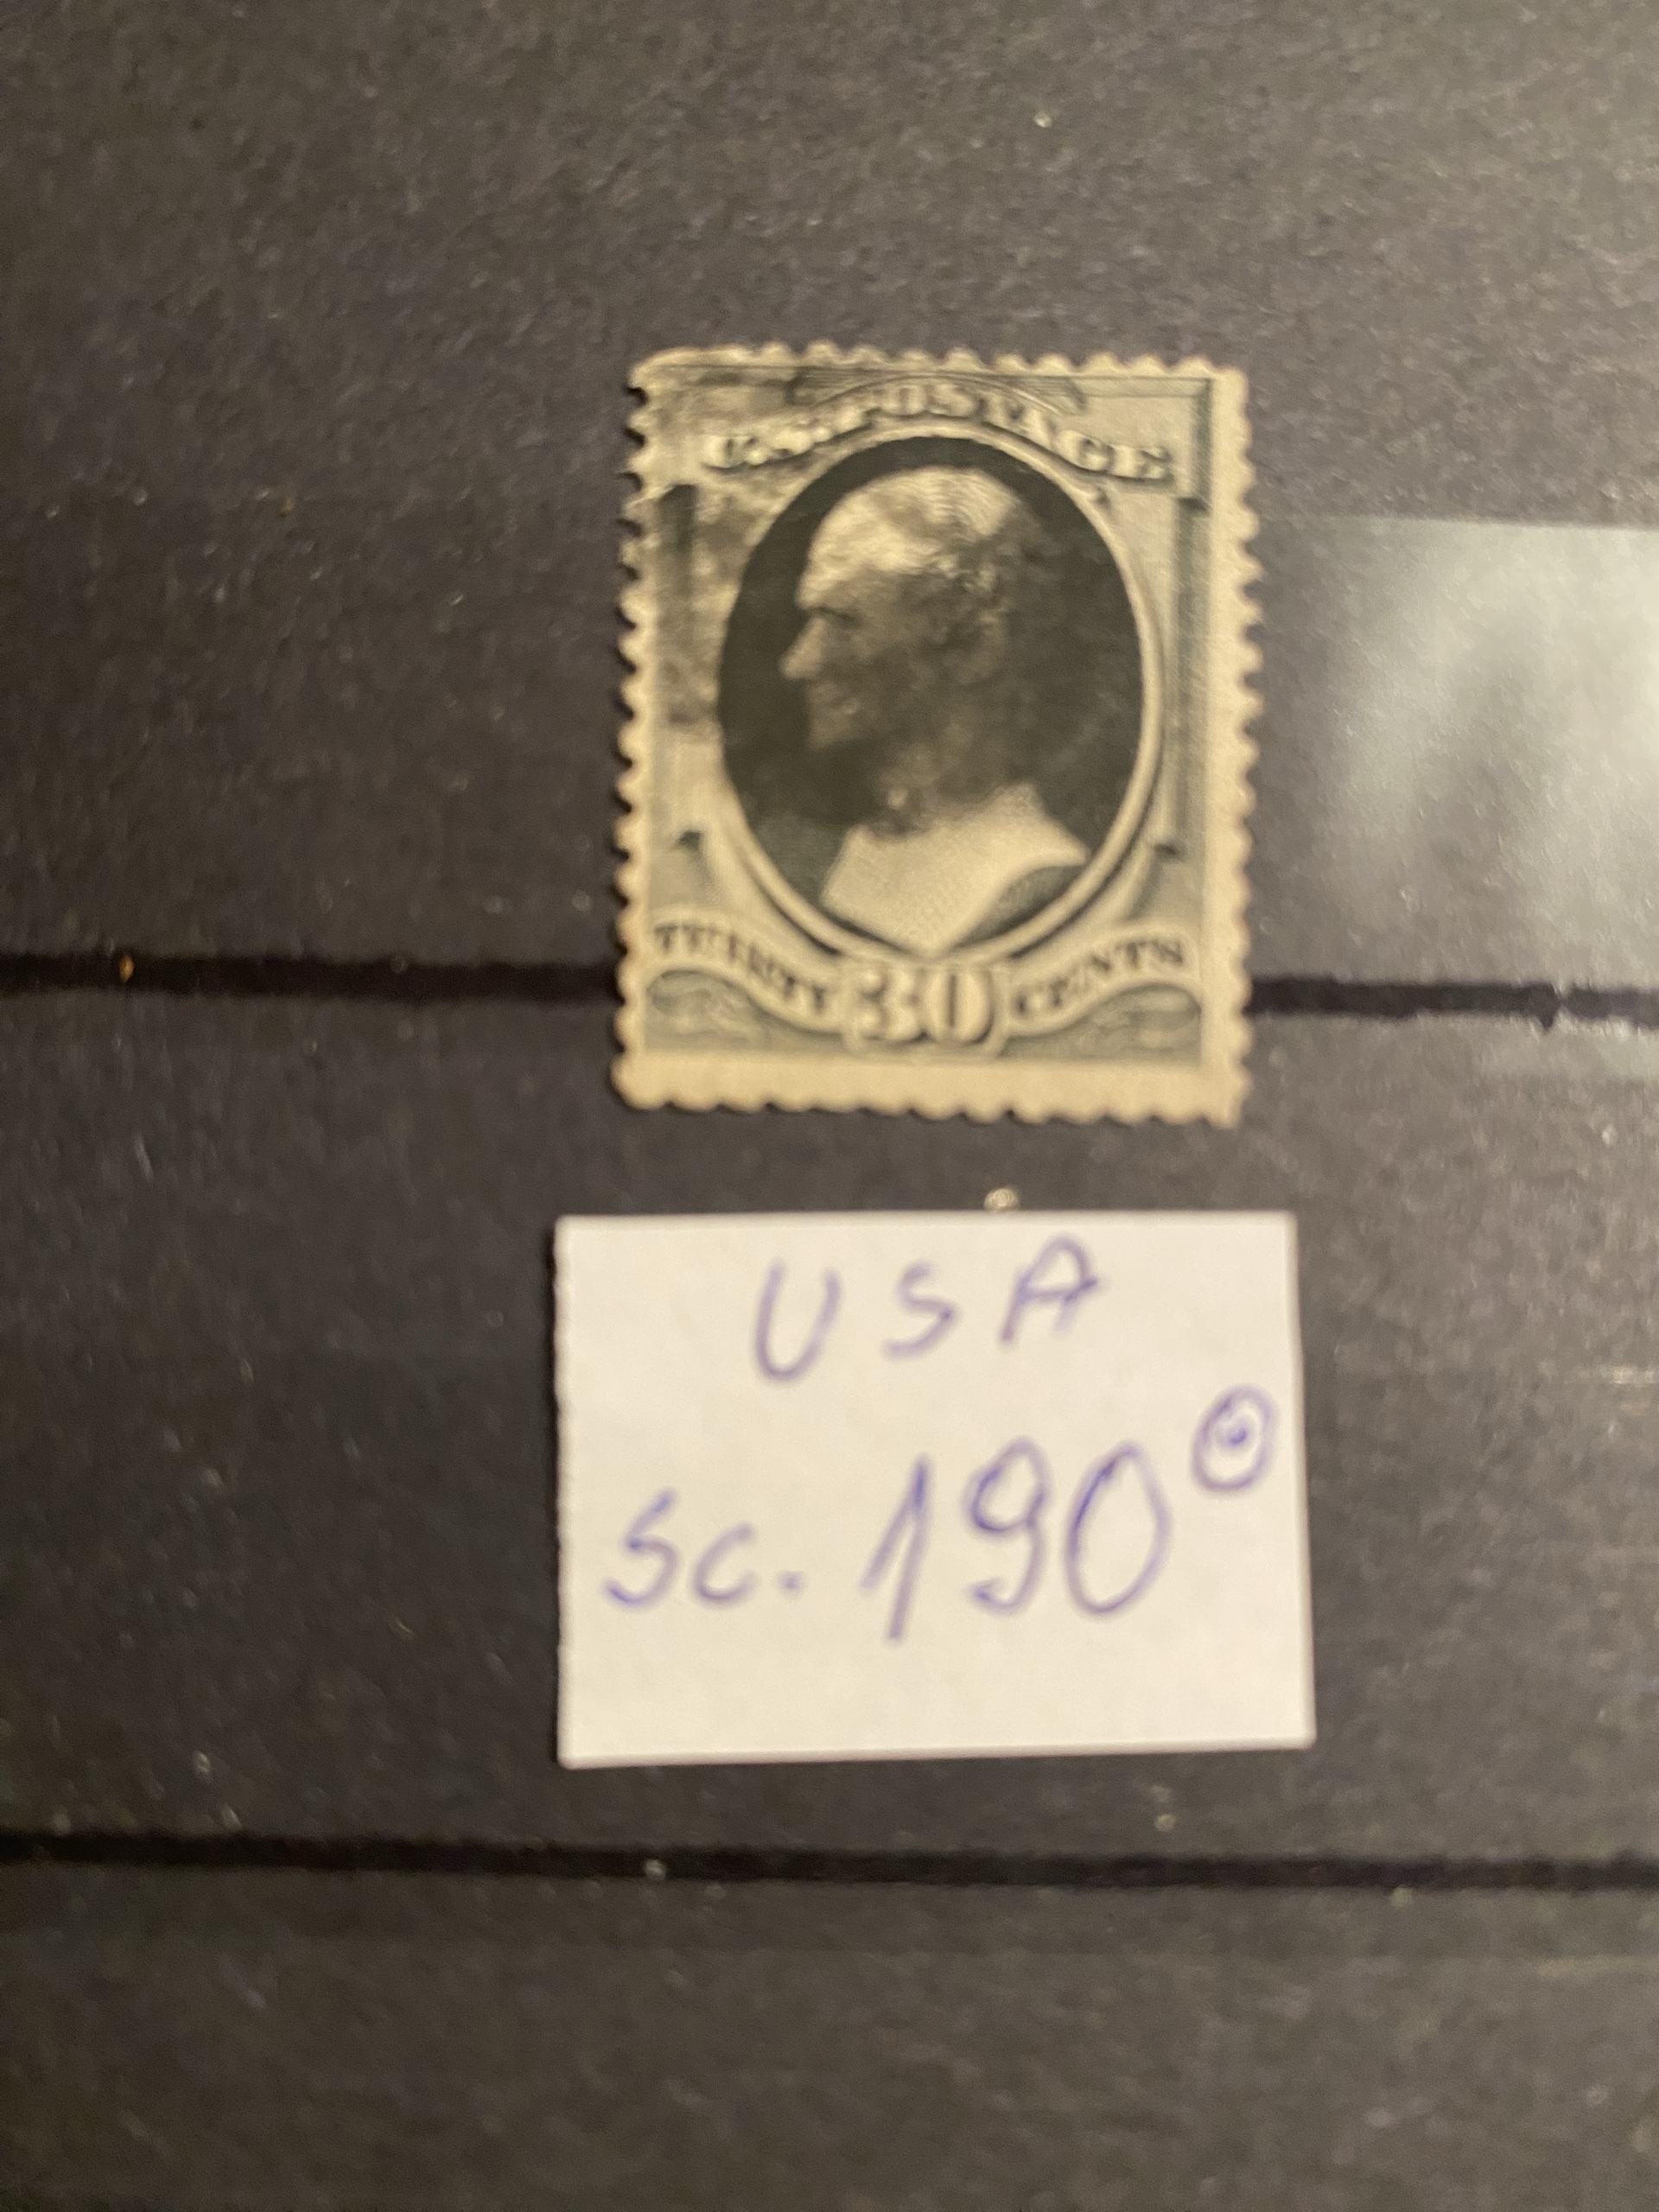 U.S. POSTAGE
THIRTY 30 CENTS
USA
Sc. 190